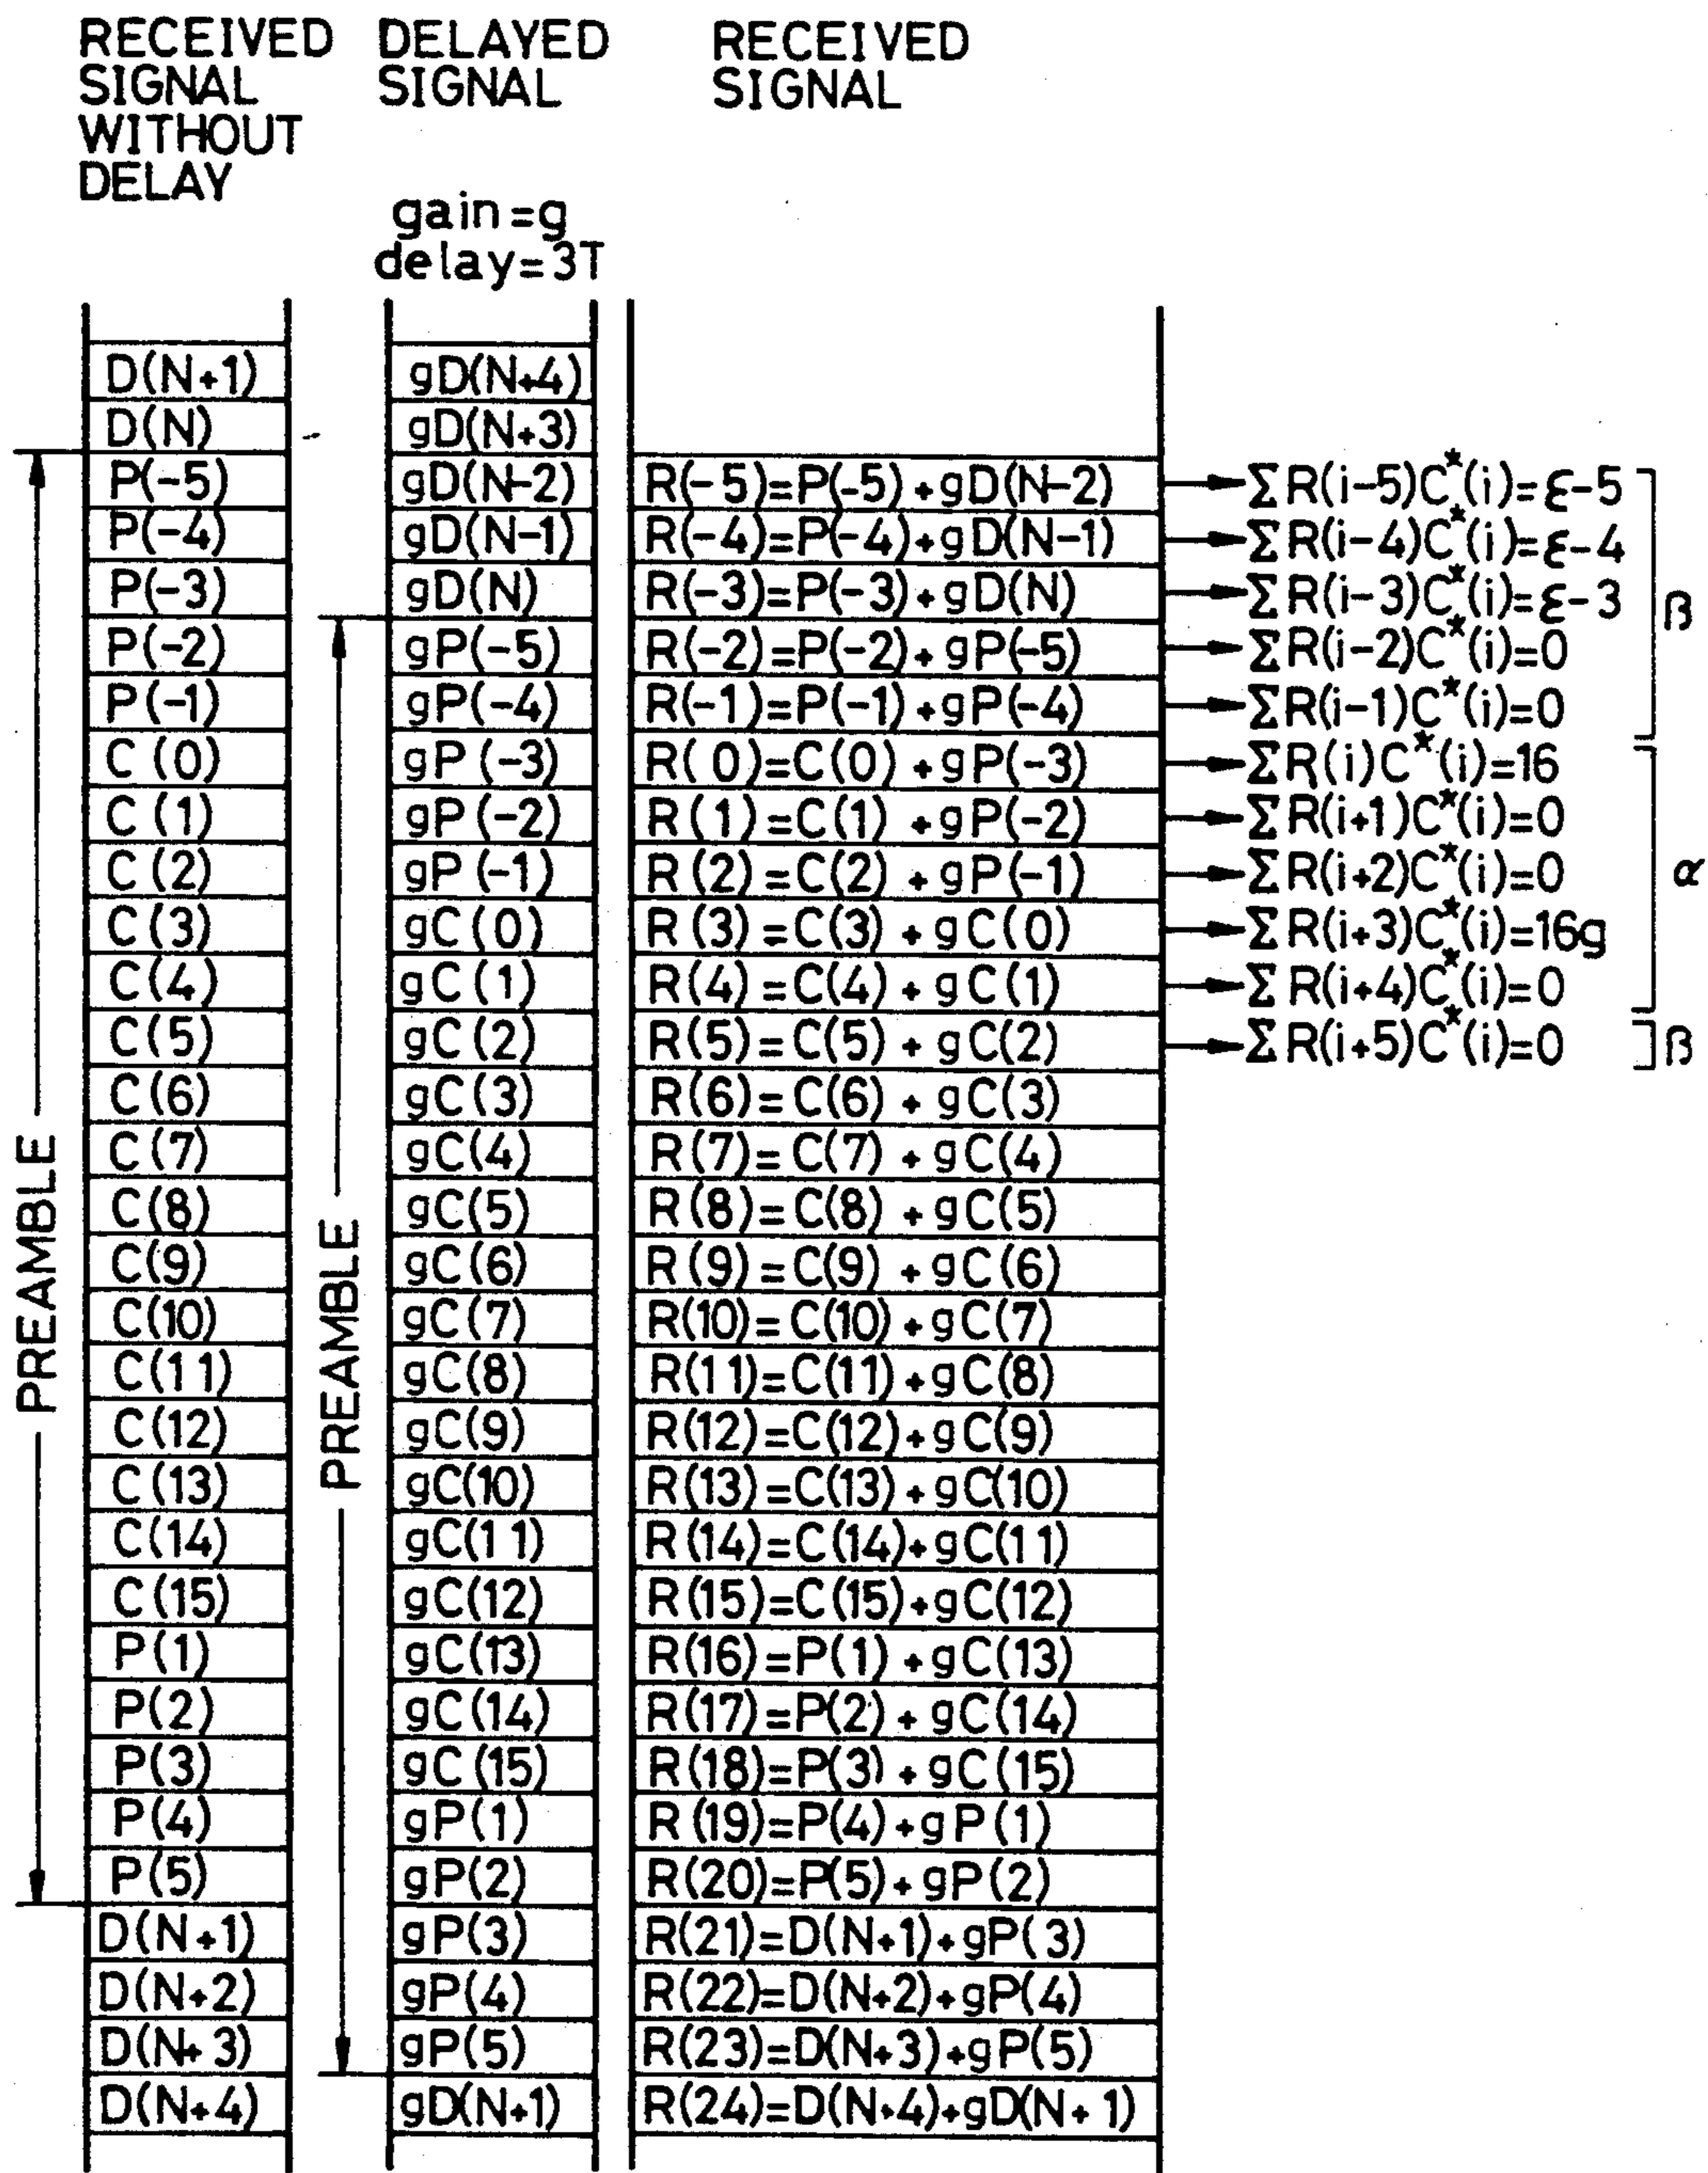 RECEIVED
SIGNAL
WITHOUT
DELAY
DELAYED
SIGNAL
gain=g
delay=3T
RECEIVED
SIGNAL
D(N+1) gD(N+4)
D(N) gD(N+3)
P(-5) gD(N-2) R(-5)=P(-5)+gD(N-2) ΣR(i-5)C*(i)=ε-5
P(-4) gD(N-1) R(-4)=P(-4)+gD(N-1) ΣR(i-4)C*(i)=ε-4
P(-3) gD(N) R(-3)=P(-3)+gD(N) ΣR(i-3)C*(i)=ε-3
β
P(-2) gP(-5) R(-2)=P(-2)+gP(-5) ΣR(i-2)C*(i)=0
P(-1) gP(-4) R(-1)=P(-1)+gP(-4) ΣR(i-1)C*(i)=0
C(0) gP(-3) R(0)=C(0)+gP(-3) ΣR(i)C*(i)=16
C(1) gP(-2) R(1)=C(1)+gP(-2) ΣR(i+1)C*(i)=0
C(2) gP(-1) R(2)=C(2)+gP(-1) ΣR(i+2)C*(i)=0
α
C(3) gC(0) R(3)=C(3)+gC(0) ΣR(i+3)C*(i)=16g
C(4) gC(1) R(4)=C(4)+gC(1) ΣR(i+4)C*(i)=0
C(5) gC(2) R(5)=C(5)+gC(2) ΣR(i+5)C*(i)=0 β
C(6) gC(3) R(6)=C(6)+gC(3)
C(7) gC(4) R(7)=C(7)+gC(4)
C(8) gC(5) R(8)=C(8)+gC(5)
C(9) gC(6) R(9)=C(9)+gC(6)
PREAMBLE
PREAMBLE
C(10) gC(7) R(10)=C(10)+gC(7)
C(11) gC(8) R(11)=C(11)+gC(8)
C(12) gC(9) R(12)=C(12)+gC(9)
C(13) gC(10) R(13)=C(13)+gC(10)
C(14) gC(11) R(14)=C(14)+gC(11)
C(15) gC(12) R(15)=C(15)+gC(12)
P(1) gC(13) R(16)=P(1)+gC(13)
P(2) gC(14) R(17)=P(2)+gC(14)
P(3) gC(15) R(18)=P(3)+gC(15)
P(4) gP(1) R(19)=P(4)+gP(1)
P(5) gP(2) R(20)=P(5)+gP(2)
D(N+1) gP(3) R(21)=D(N+1)+gP(3)
D(N+2) gP(4) R(22)=D(N+2)+gP(4)
D(N+3) gP(5) R(23)=D(N+3)+gP(5)
D(N+4) gD(N+1) R(24)=D(N+4)+gD(N+1)